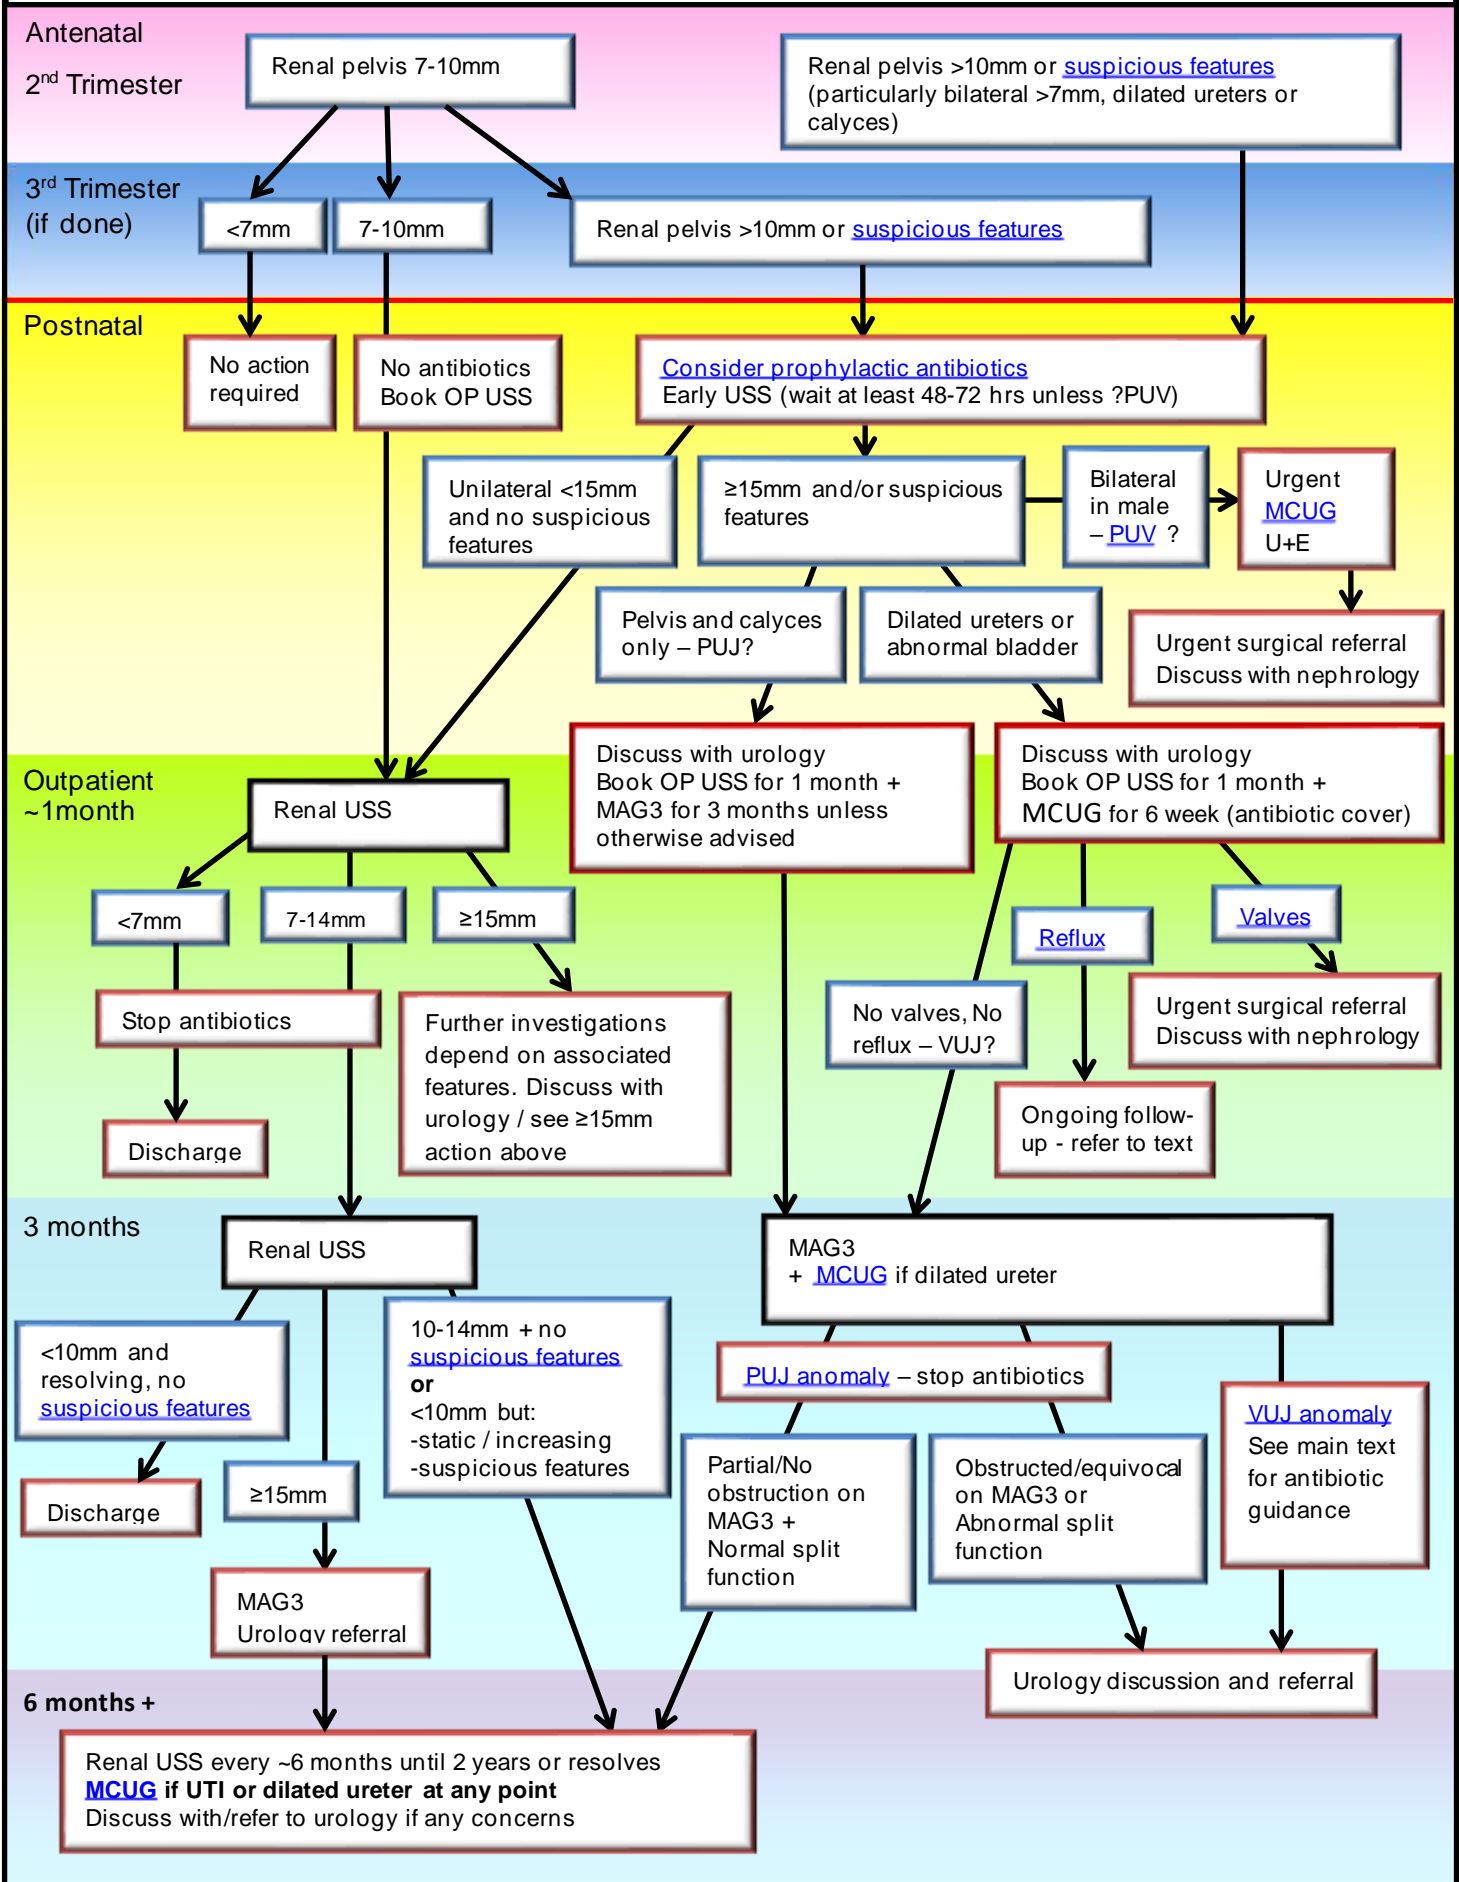 Antenatal
2nd Trimester
Renal pelvis 7-10mm
Renal pelvis >10mm or suspicious features
(particularly bilateral >7mm, dilated ureters or
calyces)
3rd Trimester
(if done)
<7mm
7-10mm
Renal pelvis >10mm or suspicious features
Postnatal
No action
required
No antibiotics
Book OP USS
Consider prophylactic antibiotics
Early USS (wait at least 48-72 hrs unless ?PUV)
Unilateral <15mm
and no suspicious
features
≥15mm and/or suspicious
features
Bilateral
in male
– PUV ?
Urgent
MCUG
U+E
Pelvis and calyces
only – PUJ?
Dilated ureters or
abnormal bladder
Urgent surgical referral
Discuss with nephrology
Discuss with urology
Book OP USS for 1 month +
MAG3 for 3 months unless
otherwise advised
Discuss with urology
Book OP USS for 1 month +
MCUG for 6 week (antibiotic cover)
Outpatient
~1month
Renal USS
<7mm
7-14mm
≥15mm
Reflux
Valves
Stop antibiotics
Further investigations
depend on associated
features. Discuss with
urology / see ≥15mm
action above
No valves, No
reflux – VUJ?
Urgent surgical referral
Discuss with nephrology
Discharge
Ongoing follow-
up - refer to text
3 months
Renal USS
MAG3
+ MCUG if dilated ureter
<10mm and
resolving, no
suspicious features
10-14mm + no
suspicious features
or
<10mm but:
-static / increasing
-suspicious features
PUJ anomaly – stop antibiotics
VUJ anomaly
See main text
for antibiotic
guidance
Discharge
≥15mm
Partial/No
obstruction on
MAG3 +
Normal split
function
Obstructed/equivocal
on MAG3 or
Abnormal split
function
MAG3
Urology referral
Urology discussion and referral
6 months +
Renal USS every ~6 months until 2 years or resolves
MCUG if UTI or dilated ureter at any point
Discuss with/refer to urology if any concerns